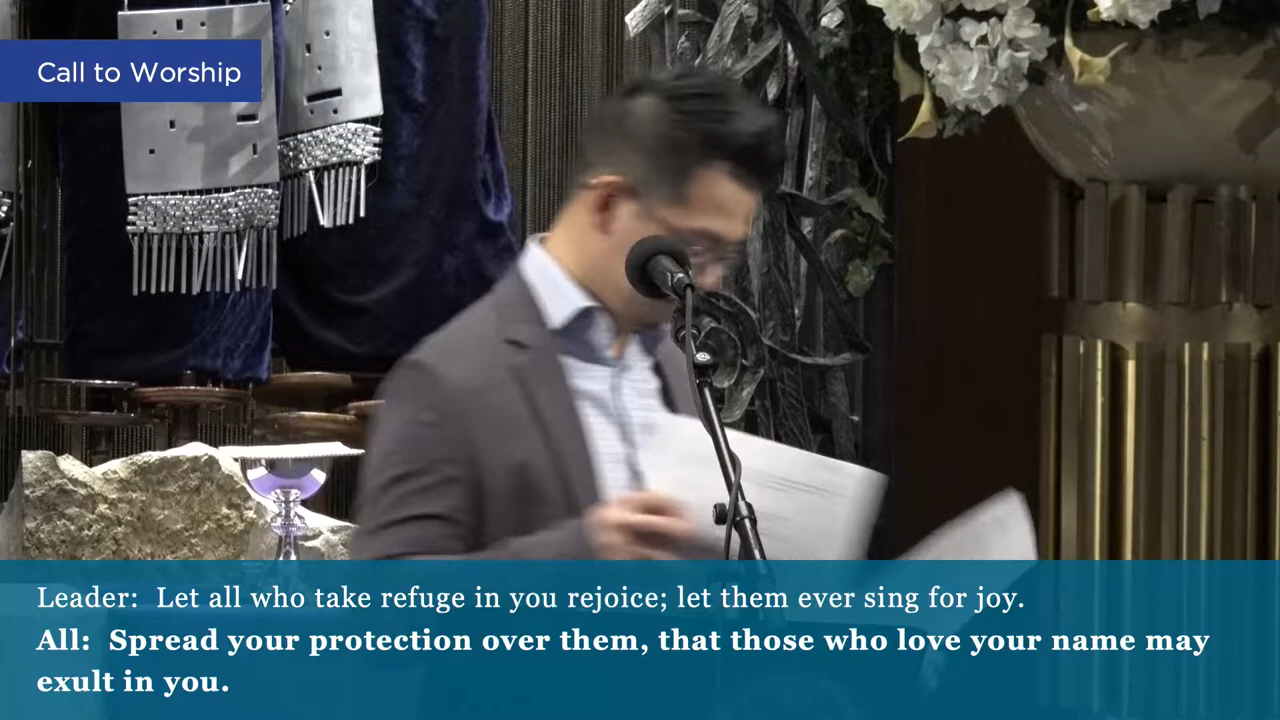 Call to Worship
Leader:  Let all who take refuge in you rejoice; let them ever sing for joy.
All:  Spread your protection over them, that those who love your name may
exult in you.